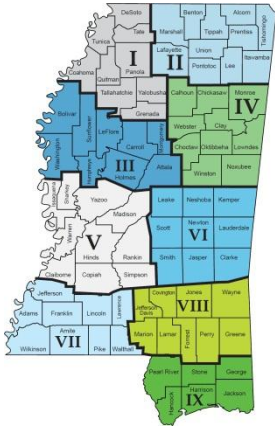 DeSoto
Tunica
Tate
I
Coahoma
Quitman
Panola
Tallahatchie
Yalobusha
Grenada
Benton
Alcorn
Tishomingo
Marshall
Tippah
Prentiss
II
Lafayette
Union
Itawamba
Pontotoc
Lee
Bolivar
Sunflower
LeFlore
Carroll
Montgomery
Washington
Humphreys
III
Holmes
Attala
Calhoun
Chickasaw
Monroe
IV
Webster
Clay
Choctaw
Oktibbeha
Lowndes
Winston
Noxubee
Issaquena
Sharkey
Yazoo
Madison
Warren
V
Hinds
Rankin
Claiborne
Copiah
Simpson
Leake
Neshoba
Kemper
Scott
Newton
Lauderdale
VI
Smith
Jasper
Clarke
Jefferson
Adams
Franklin
Lincoln
Lawrence
Amite
VII
Wilkinson
Pike
Walthall
Covington
Jones
Wayne
Jefferson
Davis
VIII
Marion
Lamar
Forrest
Perry
Greene
Pearl River
Stone
George
Hancock
Harrison
IX
Jackson